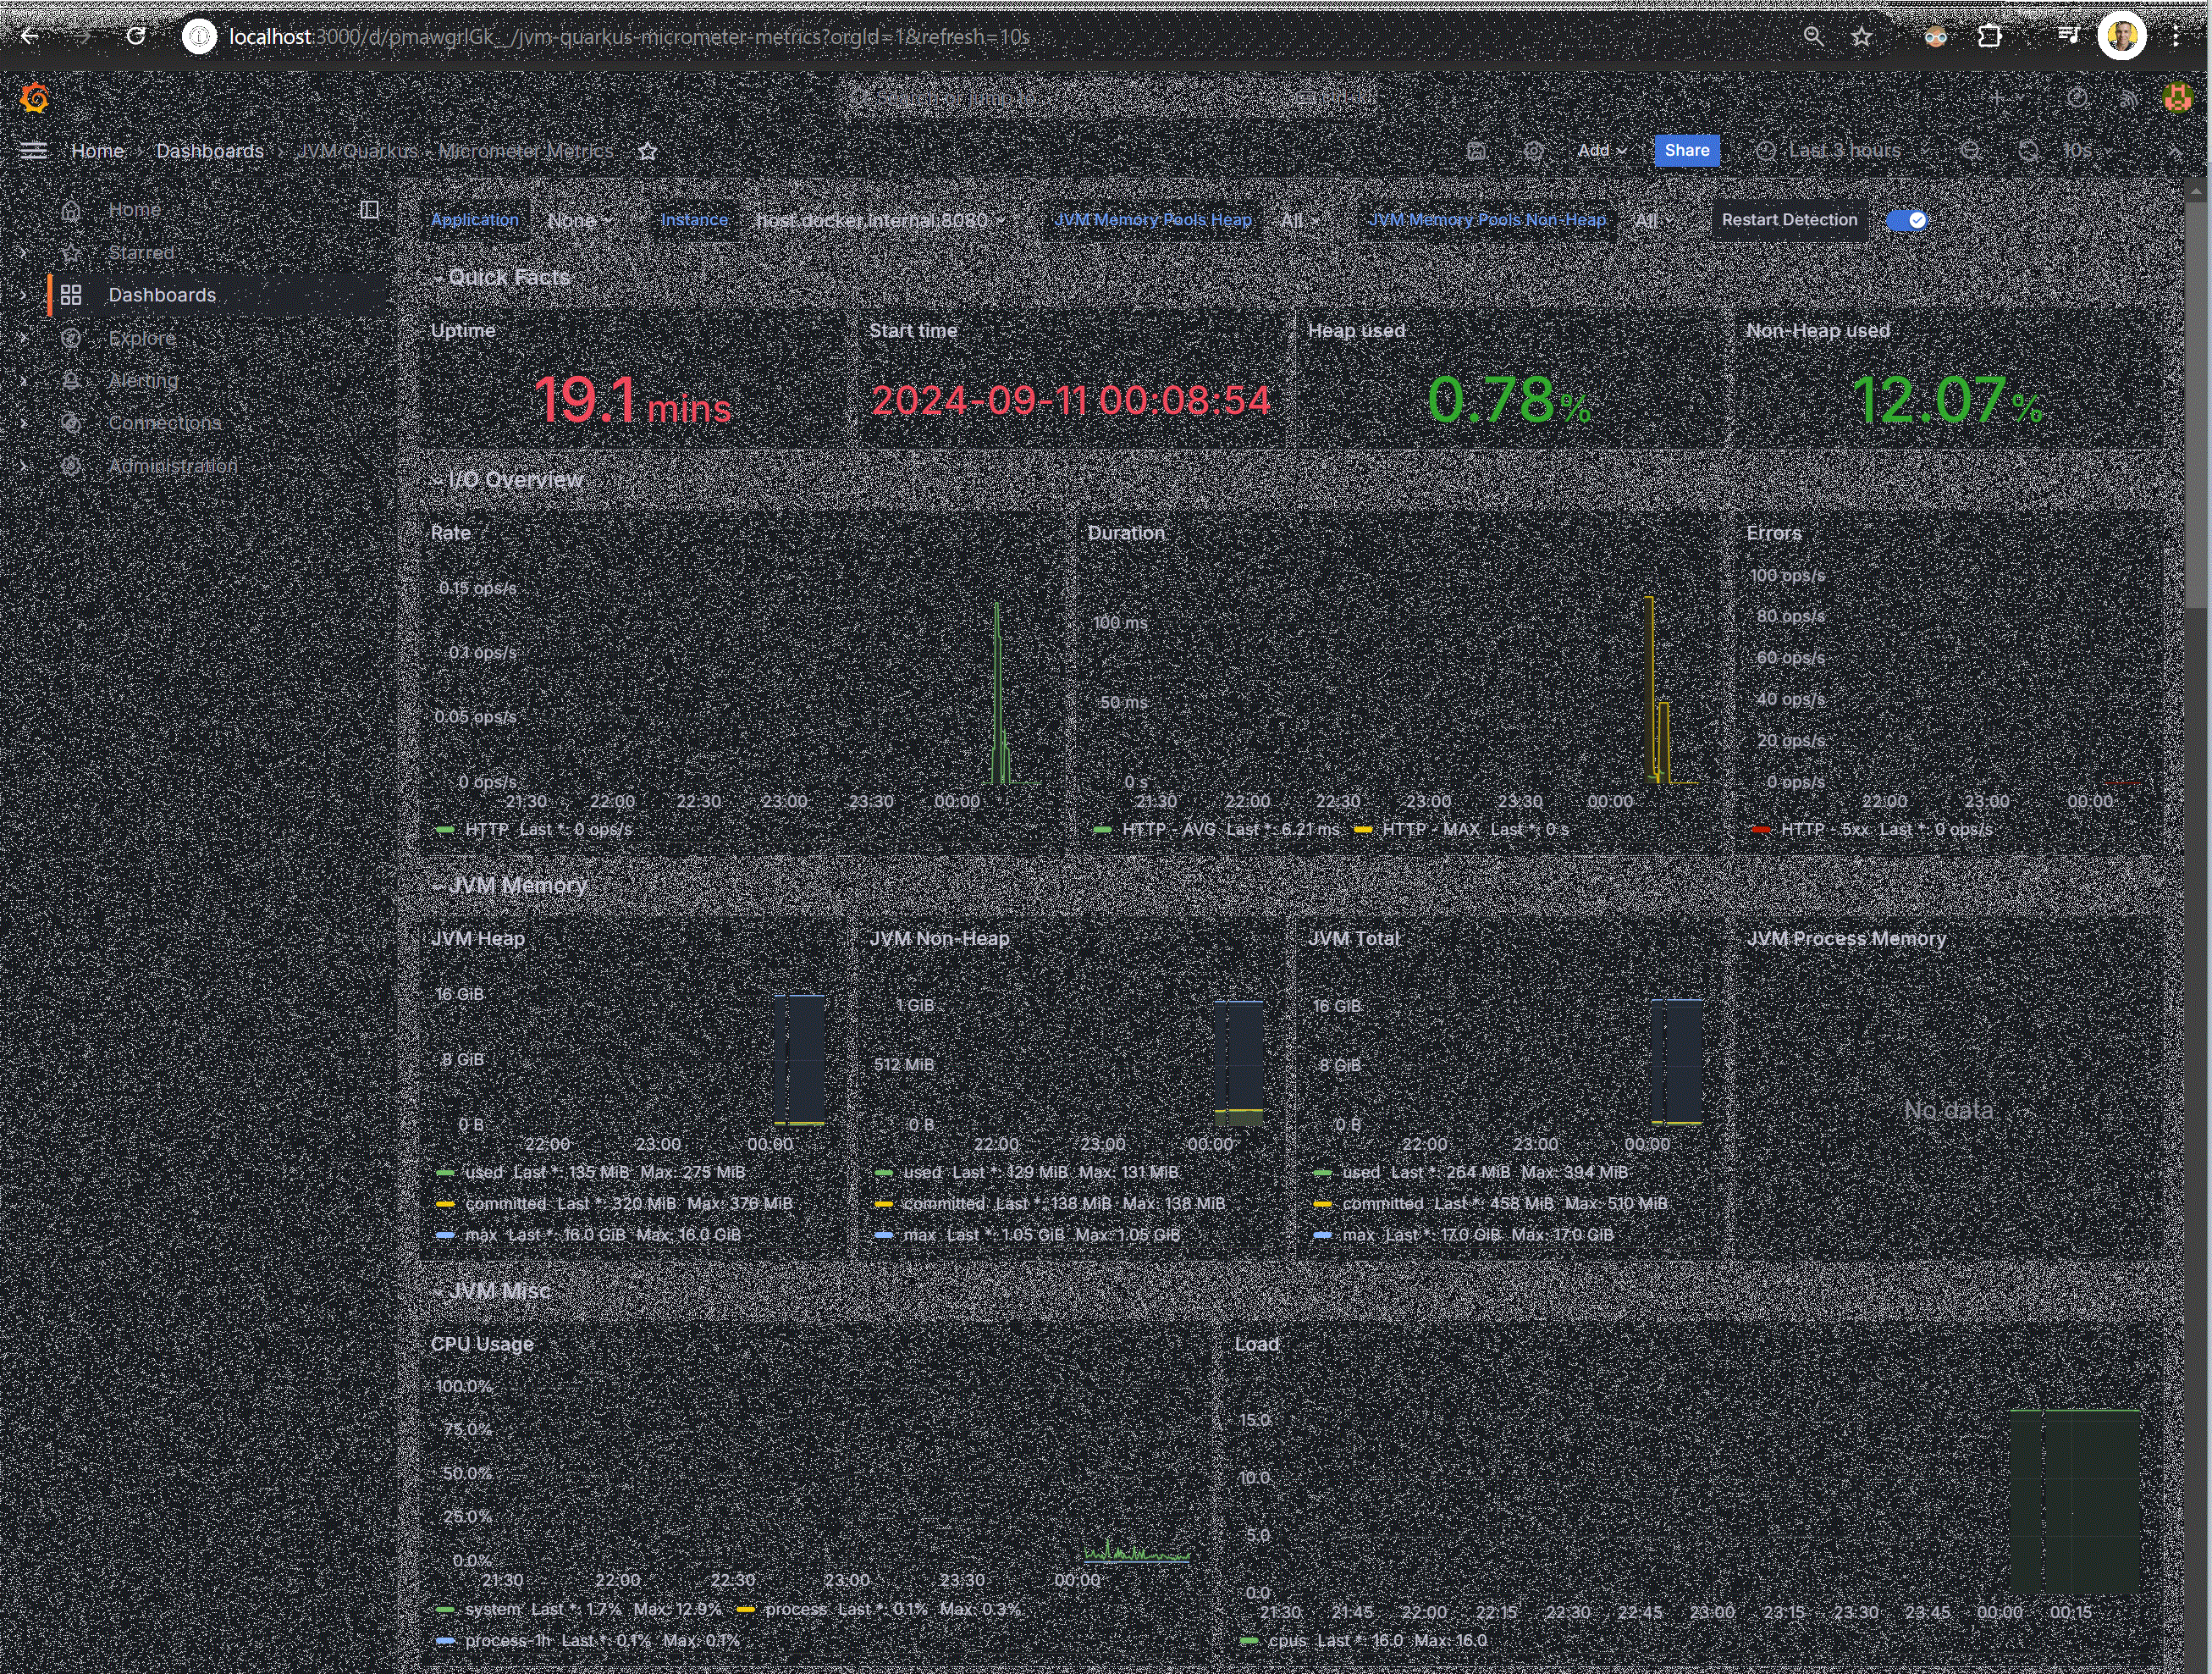 localhost:3000/d/pmawgrlGk__/jvm-quarkus-micrometer-metrics?orgId=1&refresh=10s
Home › Dashboards › JVM Quarkus - Micrometer Metrics
Add
Share
Last 3 hours
10s
Home
Starred
Dashboards
Explore
Alerting
Connections
Administration
Application None Instance host.docker.internal:8080 JVM Memory Pools Heap All JVM Memory Pools Non-Heap All Restart Detection
Quick Facts
Uptime
19.1 mins
Start time
2024-09-11 00:08:54
Heap used
0.78%
Non-Heap used
12.07%
I/O Overview
Rate
0.15 ops/s
0.1 ops/s
0.05 ops/s
0 ops/s
21:30 22:00 22:30 23:00 23:30 00:00
HTTP Last *: 0 ops/s
Duration
100 ms
50 ms
0 s
21:30 22:00 22:30 23:00 23:30 00:00
HTTP - AVG Last *: 6.21 ms HTTP - MAX Last *: 0 s
Errors
100 ops/s
80 ops/s
60 ops/s
40 ops/s
20 ops/s
0 ops/s
22:00 23:00 00:00
HTTP - 5xx Last *: 0 ops/s
JVM Memory
JVM Heap
16 GiB
8 GiB
0 B
22:00 23:00 00:00
used Last *: 135 MiB Max: 275 MiB
committed Last *: 320 MiB Max: 376 MiB
max Last *: 16.0 GiB Max: 16.0 GiB
JVM Non-Heap
1 GiB
512 MiB
0 B
22:00 23:00 00:00
used Last *: 129 MiB Max: 131 MiB
committed Last *: 138 MiB Max: 138 MiB
max Last *: 1.05 GiB Max: 1.05 GiB
JVM Total
16 GiB
8 GiB
0 B
22:00 23:00 00:00
used Last *: 264 MiB Max: 394 MiB
committed Last *: 458 MiB Max: 510 MiB
max Last *: 17.0 GiB Max: 17.0 GiB
JVM Process Memory
No data
JVM Misc
CPU Usage
100.0%
75.0%
50.0%
25.0%
0.0%
21:30 22:00 22:30 23:00 23:30 00:00
system Last *: 1.7% Max: 12.9% process Last *: 0.1% Max: 0.3%
process-1h Last *: 0.1% Max: 0.1%
Load
15.0
10.0
5.0
0.0
21:30 21:45 22:00 22:15 22:30 22:45 23:00 23:15 23:30 23:45 00:00 00:15
cpus Last *: 16.0 Max: 16.0